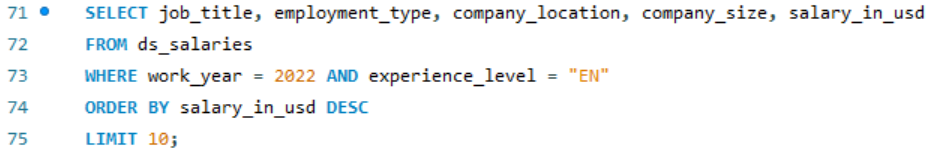 71 SELECT job_title, employment_type, company_location, company_size, salary_in_usd
72 FROM ds_salaries
73 WHERE work_year = 2022 AND experience_level = "EN"
74 ORDER BY salary_in_usd DESC
75 LIMIT 10;